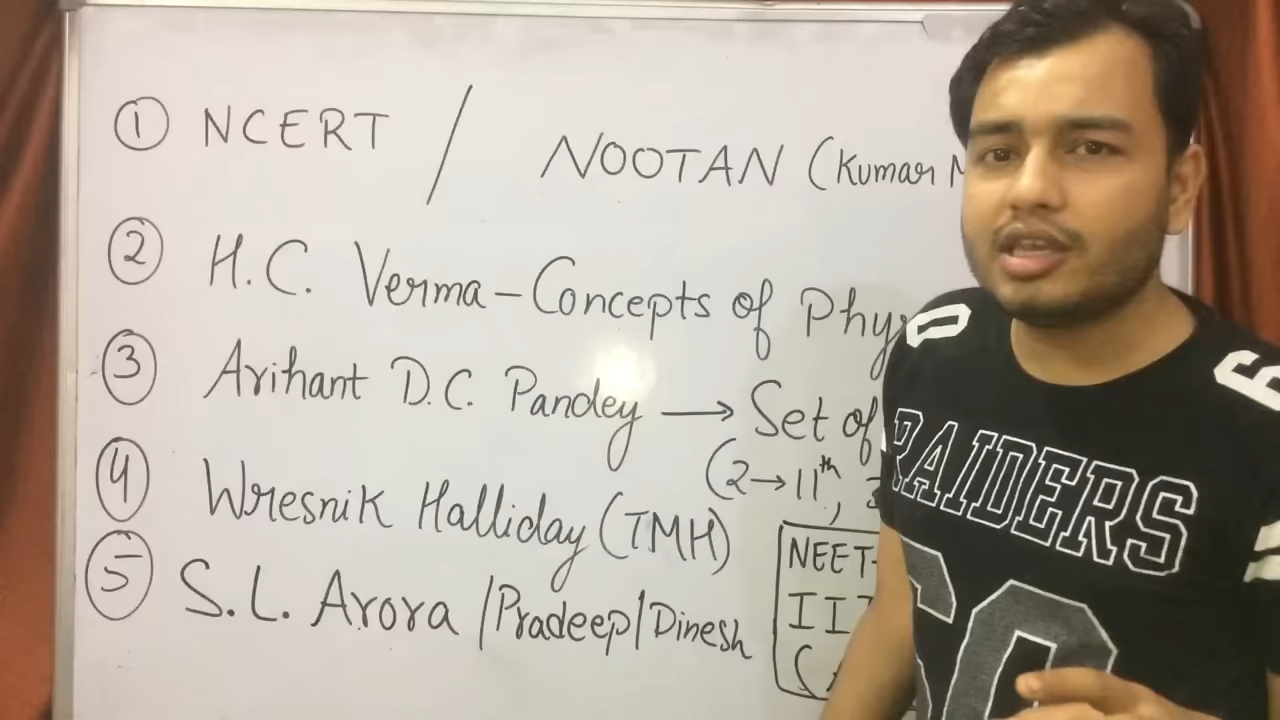 ① NCERT / NOOTAN (Kumar
② H.C. Verma – Concepts of Phy
③ Arihant D.C. Pandey → Set of
(2→11th,
④ Wresnik Halliday (TMH)
⑤ S.L. Arora / Pradeep / Dinesh
NEET-
II
RAIDERS